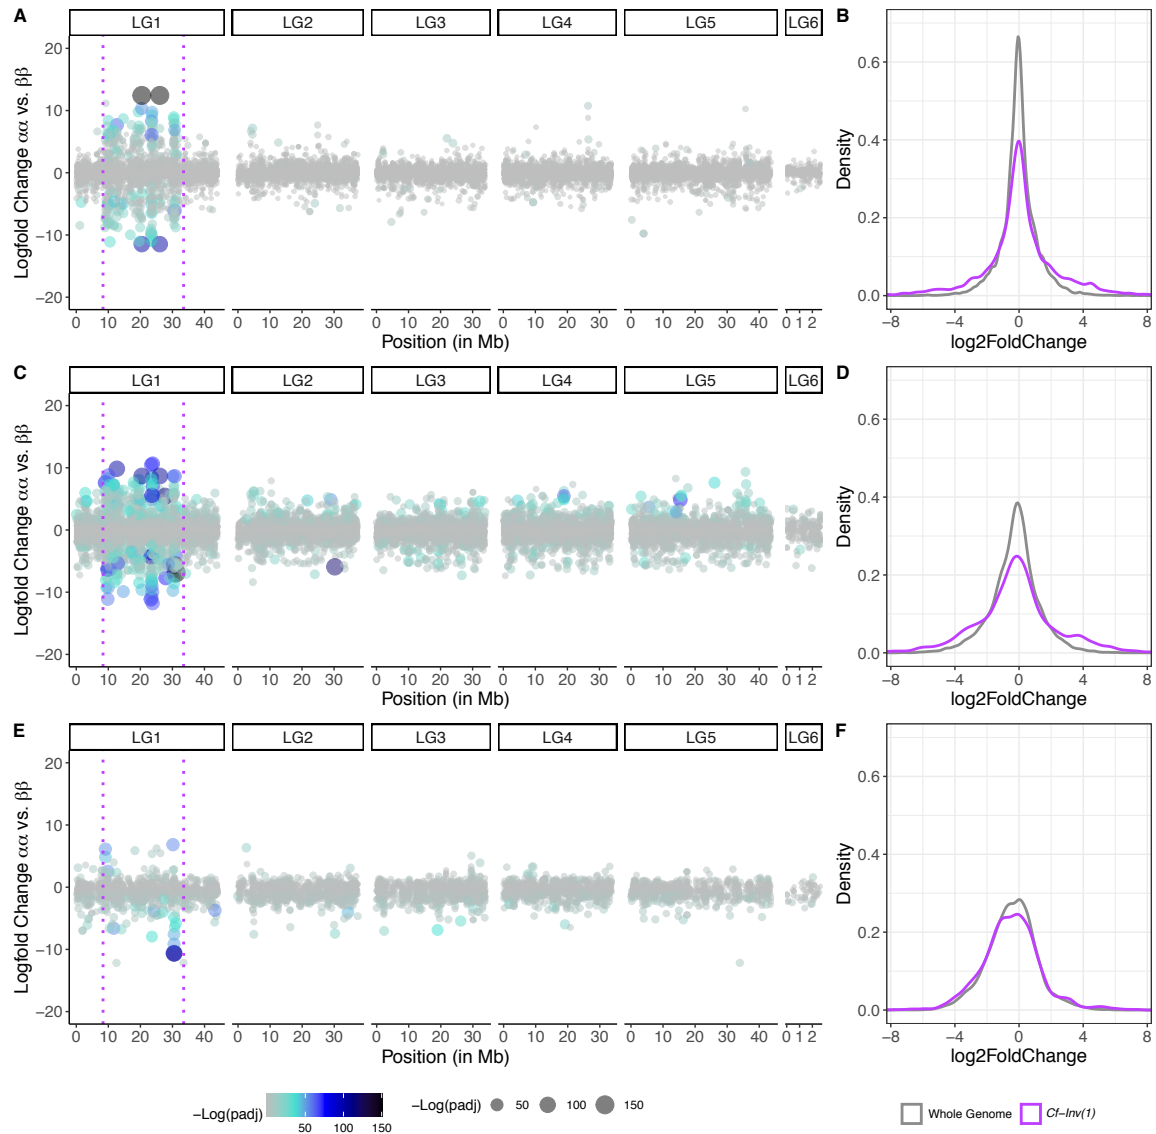 A
LG1 LG2 LG3 LG4 LG5 LG6
Logfold Change αα vs. ββ
20
10
0
−10
−20
0 10 20 30 40 0 10 20 30 0 10 20 30 0 10 20 30 0 10 20 30 40 0 1 2
Position (in Mb)
B
Density
0.6
0.4
0.2
0.0
−8 −4 0 4 8
log2FoldChange
C
LG1 LG2 LG3 LG4 LG5 LG6
Logfold Change αα vs. ββ
20
10
0
−10
−20
0 10 20 30 40 0 10 20 30 0 10 20 30 0 10 20 30 0 10 20 30 40 0 1 2
Position (in Mb)
D
Density
0.6
0.4
0.2
0.0
−8 −4 0 4 8
log2FoldChange
E
LG1 LG2 LG3 LG4 LG5 LG6
Logfold Change αα vs. ββ
20
10
0
−10
−20
0 10 20 30 40 0 10 20 30 0 10 20 30 0 10 20 30 0 10 20 30 40 0 1 2
Position (in Mb)
F
Density
0.6
0.4
0.2
0.0
−8 −4 0 4 8
log2FoldChange
−Log(padj)
50 100 150
−Log(padj) 50 100 150
Whole Genome Cf−Inv(1)